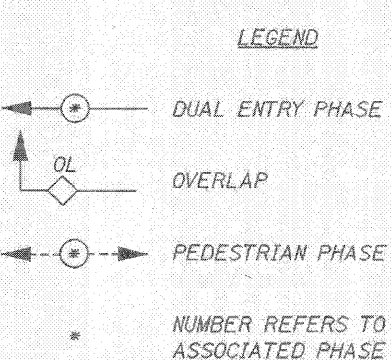 LEGEND
* DUAL ENTRY PHASE
OL
OVERLAP
* PEDESTRIAN PHASE
* NUMBER REFERS TO
ASSOCIATED PHASE